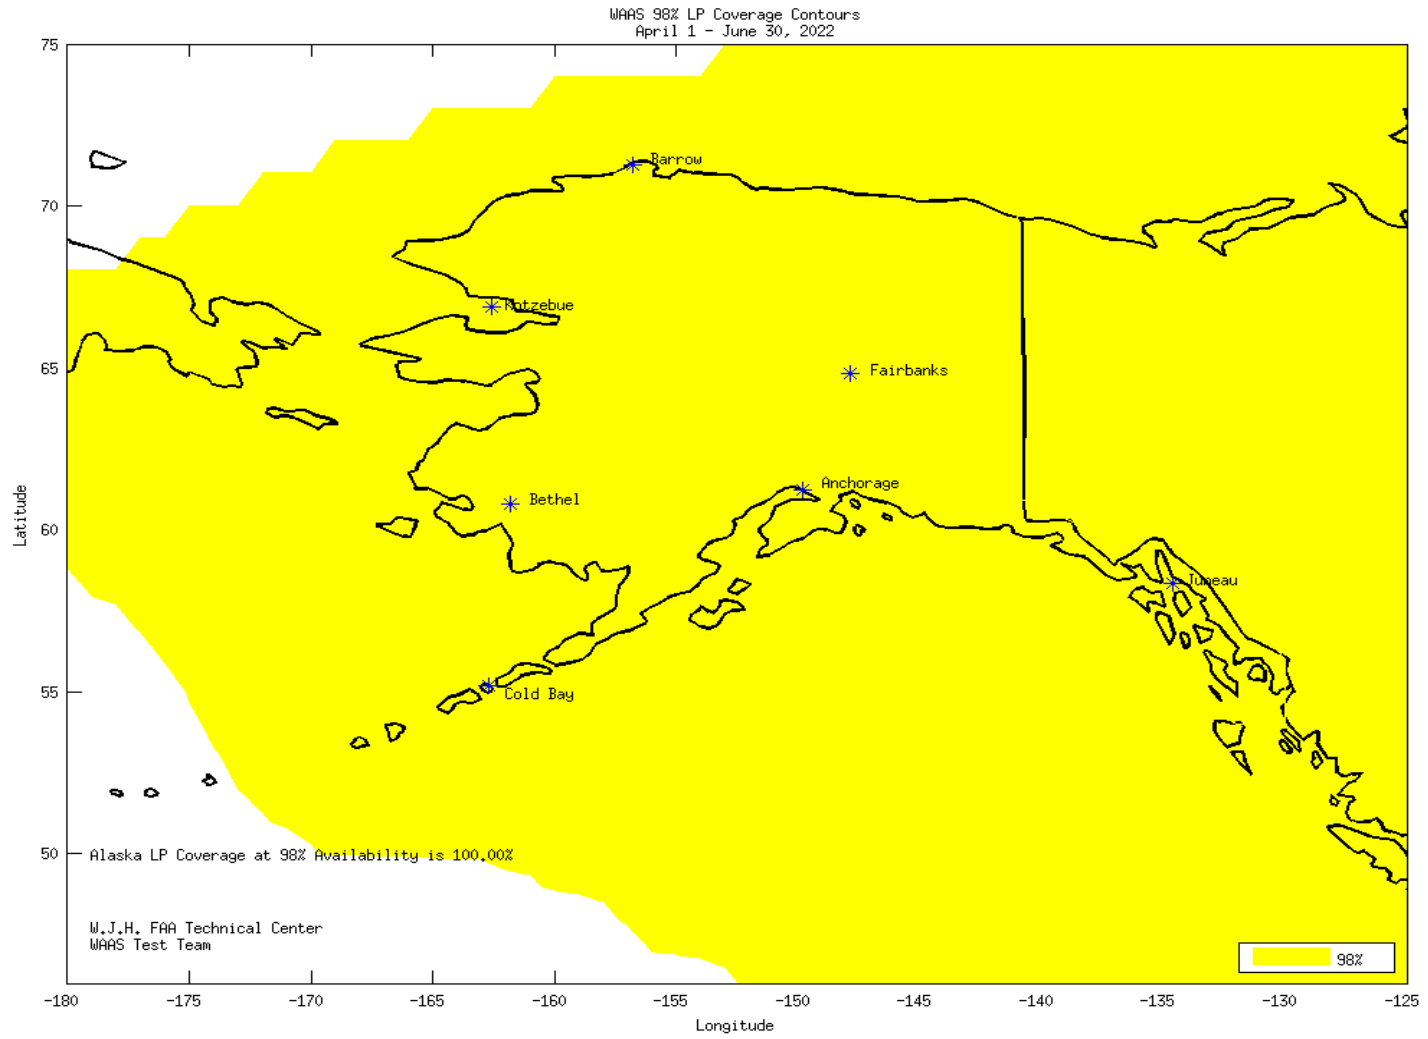 WAAS 98% LP Coverage Contours
April 1 - June 30, 2022
75
Barrow
70
Kotzebue
65
Fairbanks
Anchorage
Bethel
60
Latitude
Juneau
55
Cold Bay
50
Alaska LP Coverage at 98% Availability is 100.00%
W.J.H. FAA Technical Center
WAAS Test Team
98%
-180 -175 -170 -165 -160 -155 -150 -145 -140 -135 -130 -125
Longitude